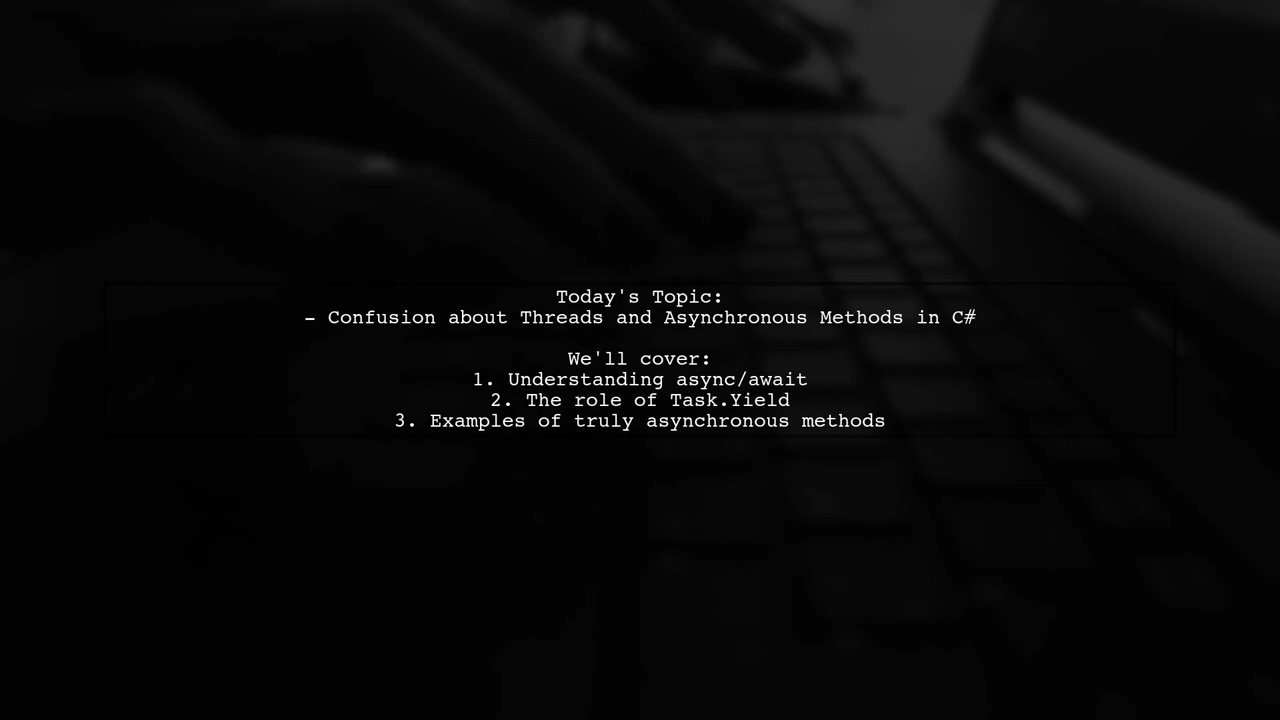 Today's Topic:
– Confusion about Threads and Asynchronous Methods in C#
We'll cover:
1. Understanding async/await
2. The role of Task.Yield
3. Examples of truly asynchronous methods